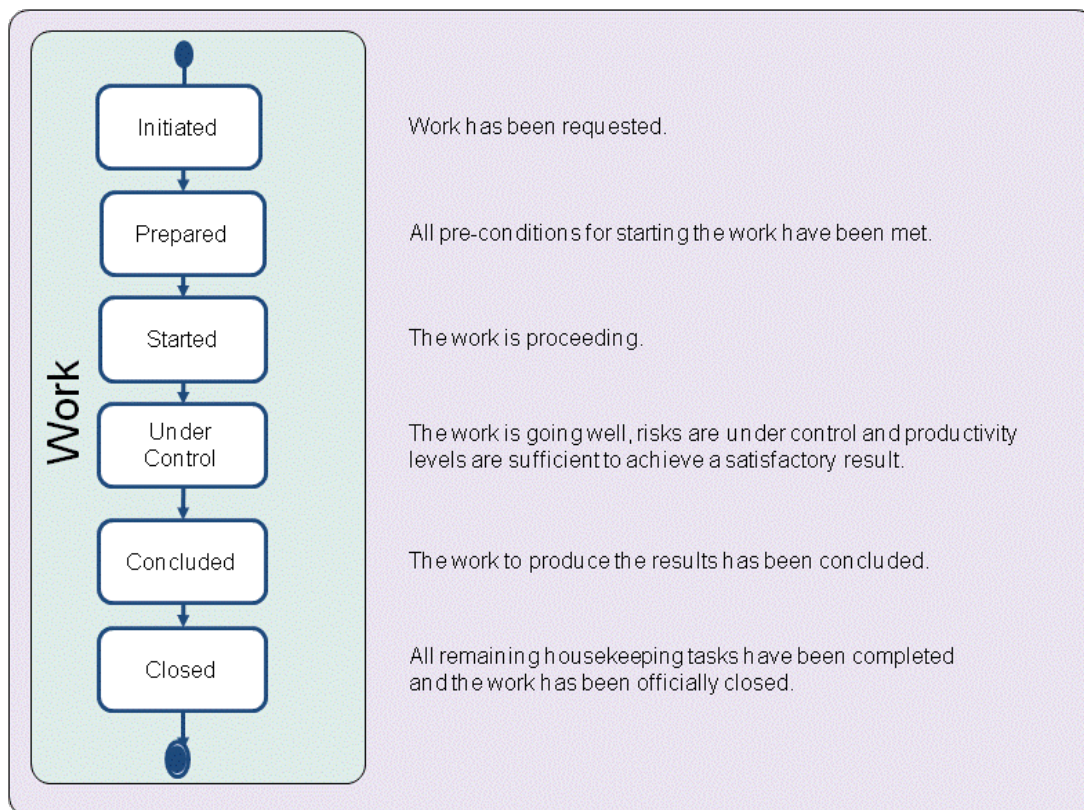 Work
Initiated
Work has been requested.
Prepared
All pre-conditions for starting the work have been met.
Started
The work is proceeding.
Under
Control
The work is going well, risks are under control and productivity
levels are sufficient to achieve a satisfactory result.
Concluded
The work to produce the results has been concluded.
Closed
All remaining housekeeping tasks have been completed
and the work has been officially closed.